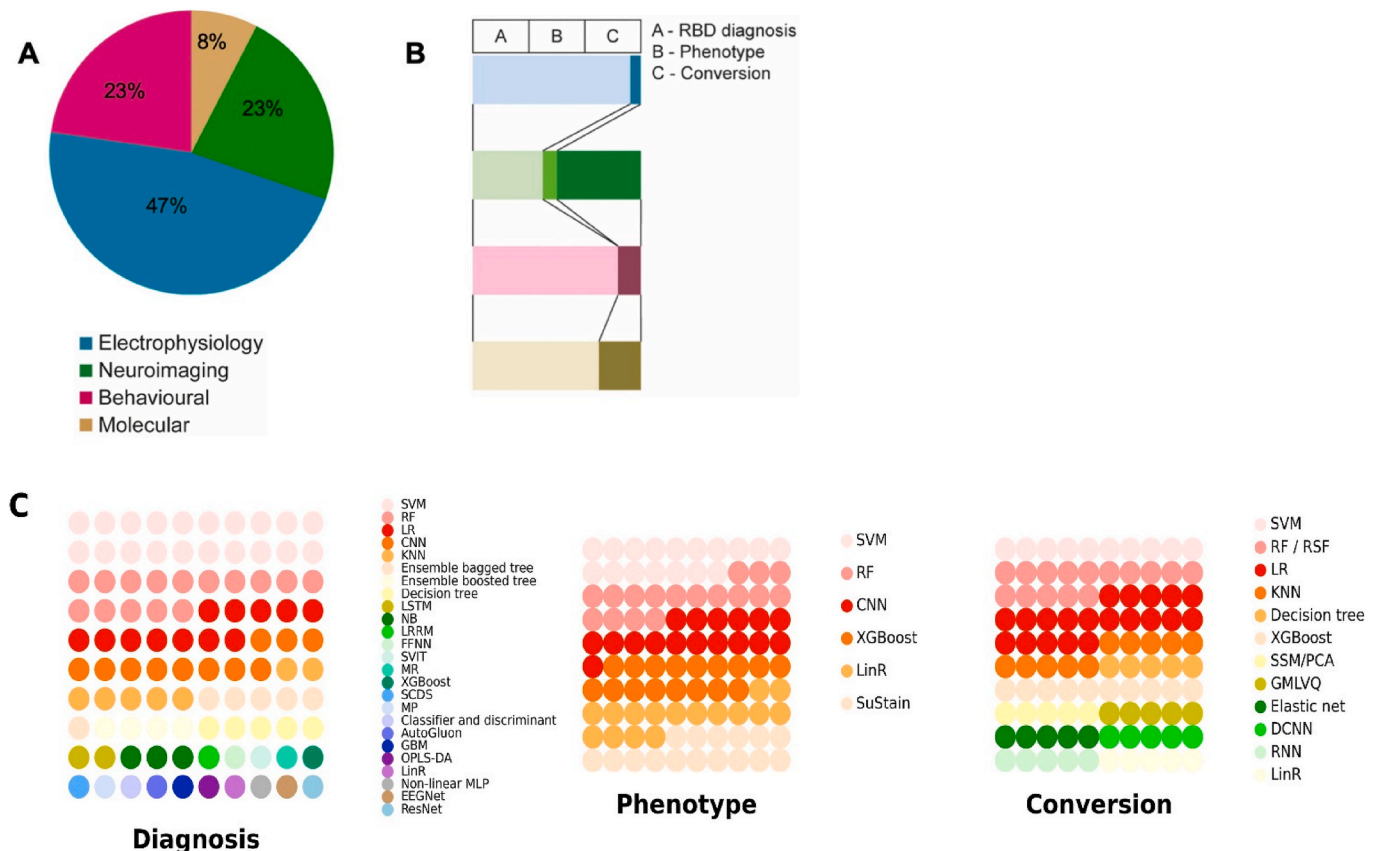 A
8%
23%
23%
47%
Electrophysiology
Neuroimaging
Behavioural
Molecular
B
A B C
A - RBD diagnosis
B - Phenotype
C - Conversion
C
SVM
RF
LR
CNN
KNN
Ensemble bagged tree
Ensemble boosted tree
Decision tree
LSTM
NB
LRRM
FFNN
SVIT
MR
XGBoost
SCDS
MP
Classifier and discriminant
AutoGluon
GBM
OPLS-DA
LinR
Non-linear MLP
EEGNet
ResNet
Diagnosis
SVM
RF
CNN
XGBoost
LinR
SuStain
Phenotype
SVM
RF / RSF
LR
KNN
Decision tree
XGBoost
SSM/PCA
GMLVQ
Elastic net
DCNN
RNN
LinR
Conversion